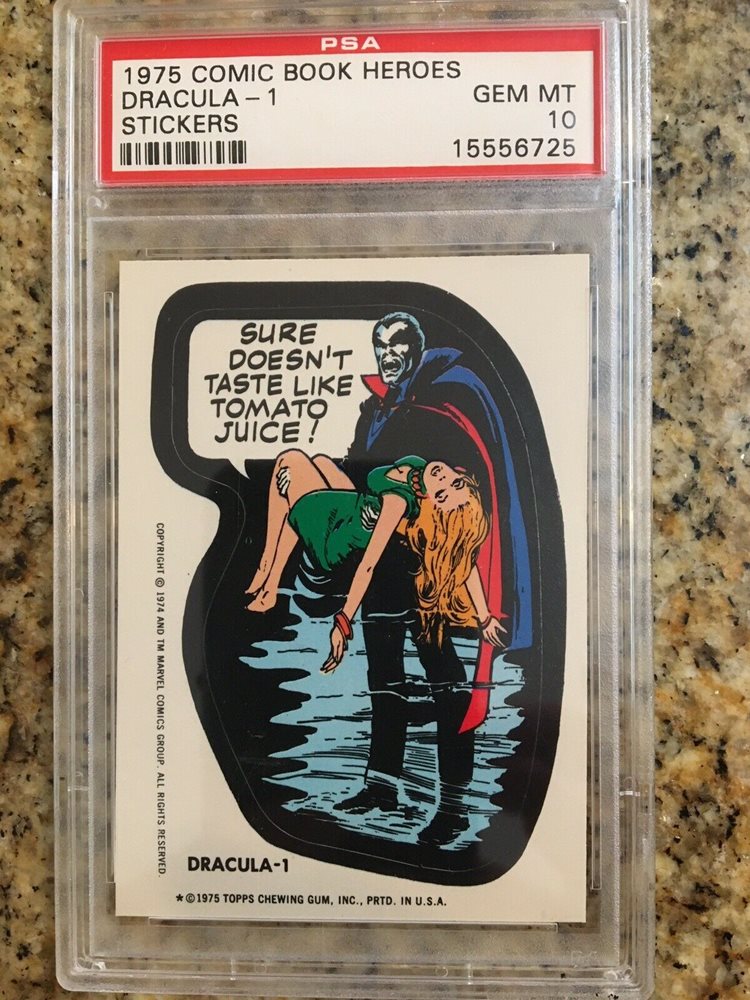 PSA
1975 COMIC BOOK HEROES
DRACULA-1 GEM MT
STICKERS 10
15556725
SURE
DOESN'T
TASTE LIKE
TOMATO
JUICE!
COPYRIGHT © 1974 AND TM MARVEL COMICS GROUP. ALL RIGHTS RESERVED.
DRACULA-1
*©1975 TOPPS CHEWING GUM, INC., PRTD. IN U.S.A.